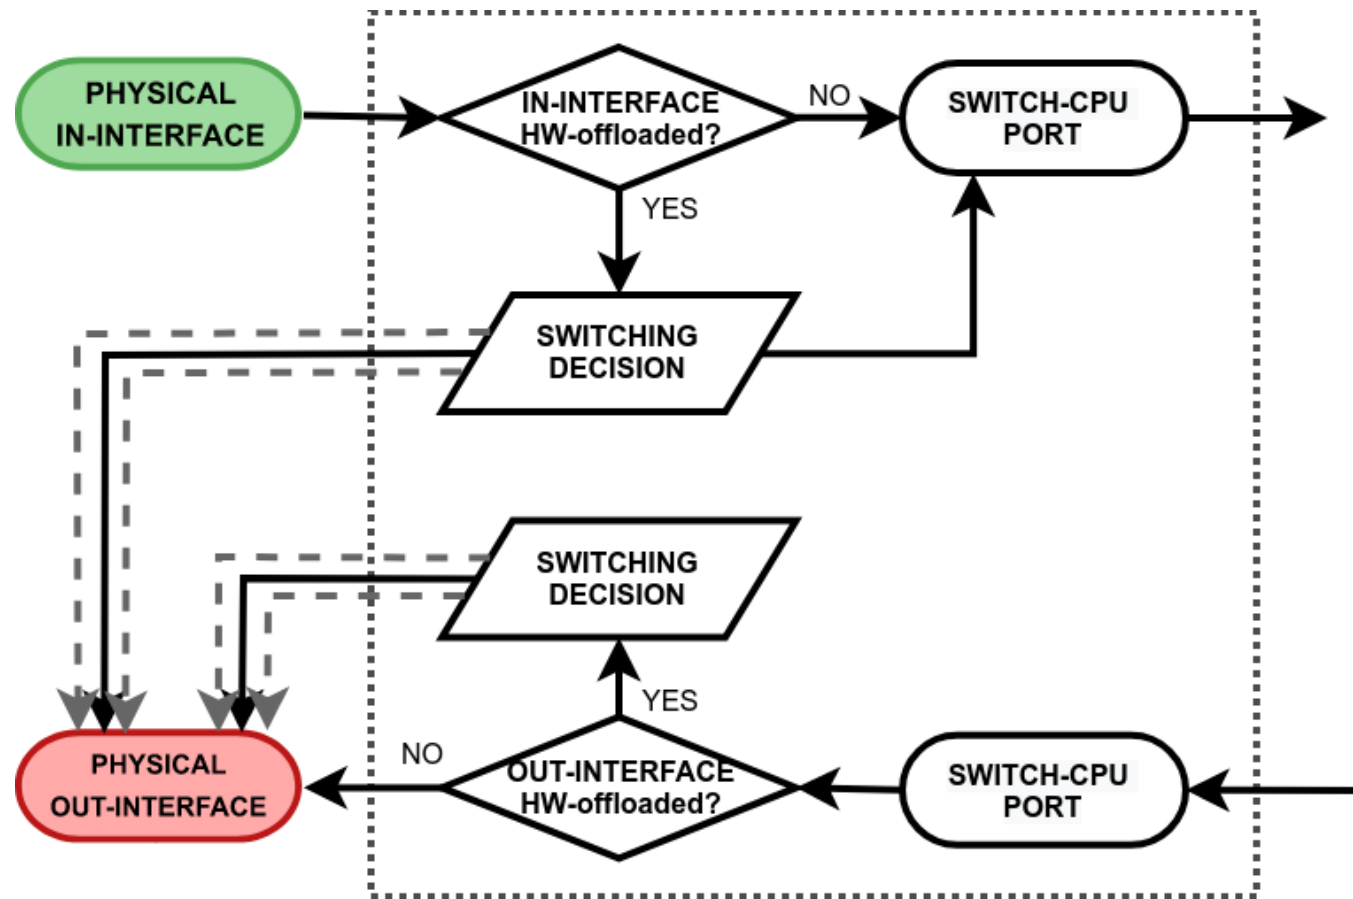 PHYSICAL
IN-INTERFACE
IN-INTERFACE
HW-offloaded?
NO
SWITCH-CPU
PORT
YES
SWITCHING
DECISION
SWITCHING
DECISION
YES
NO
PHYSICAL
OUT-INTERFACE
OUT-INTERFACE
HW-offloaded?
SWITCH-CPU
PORT